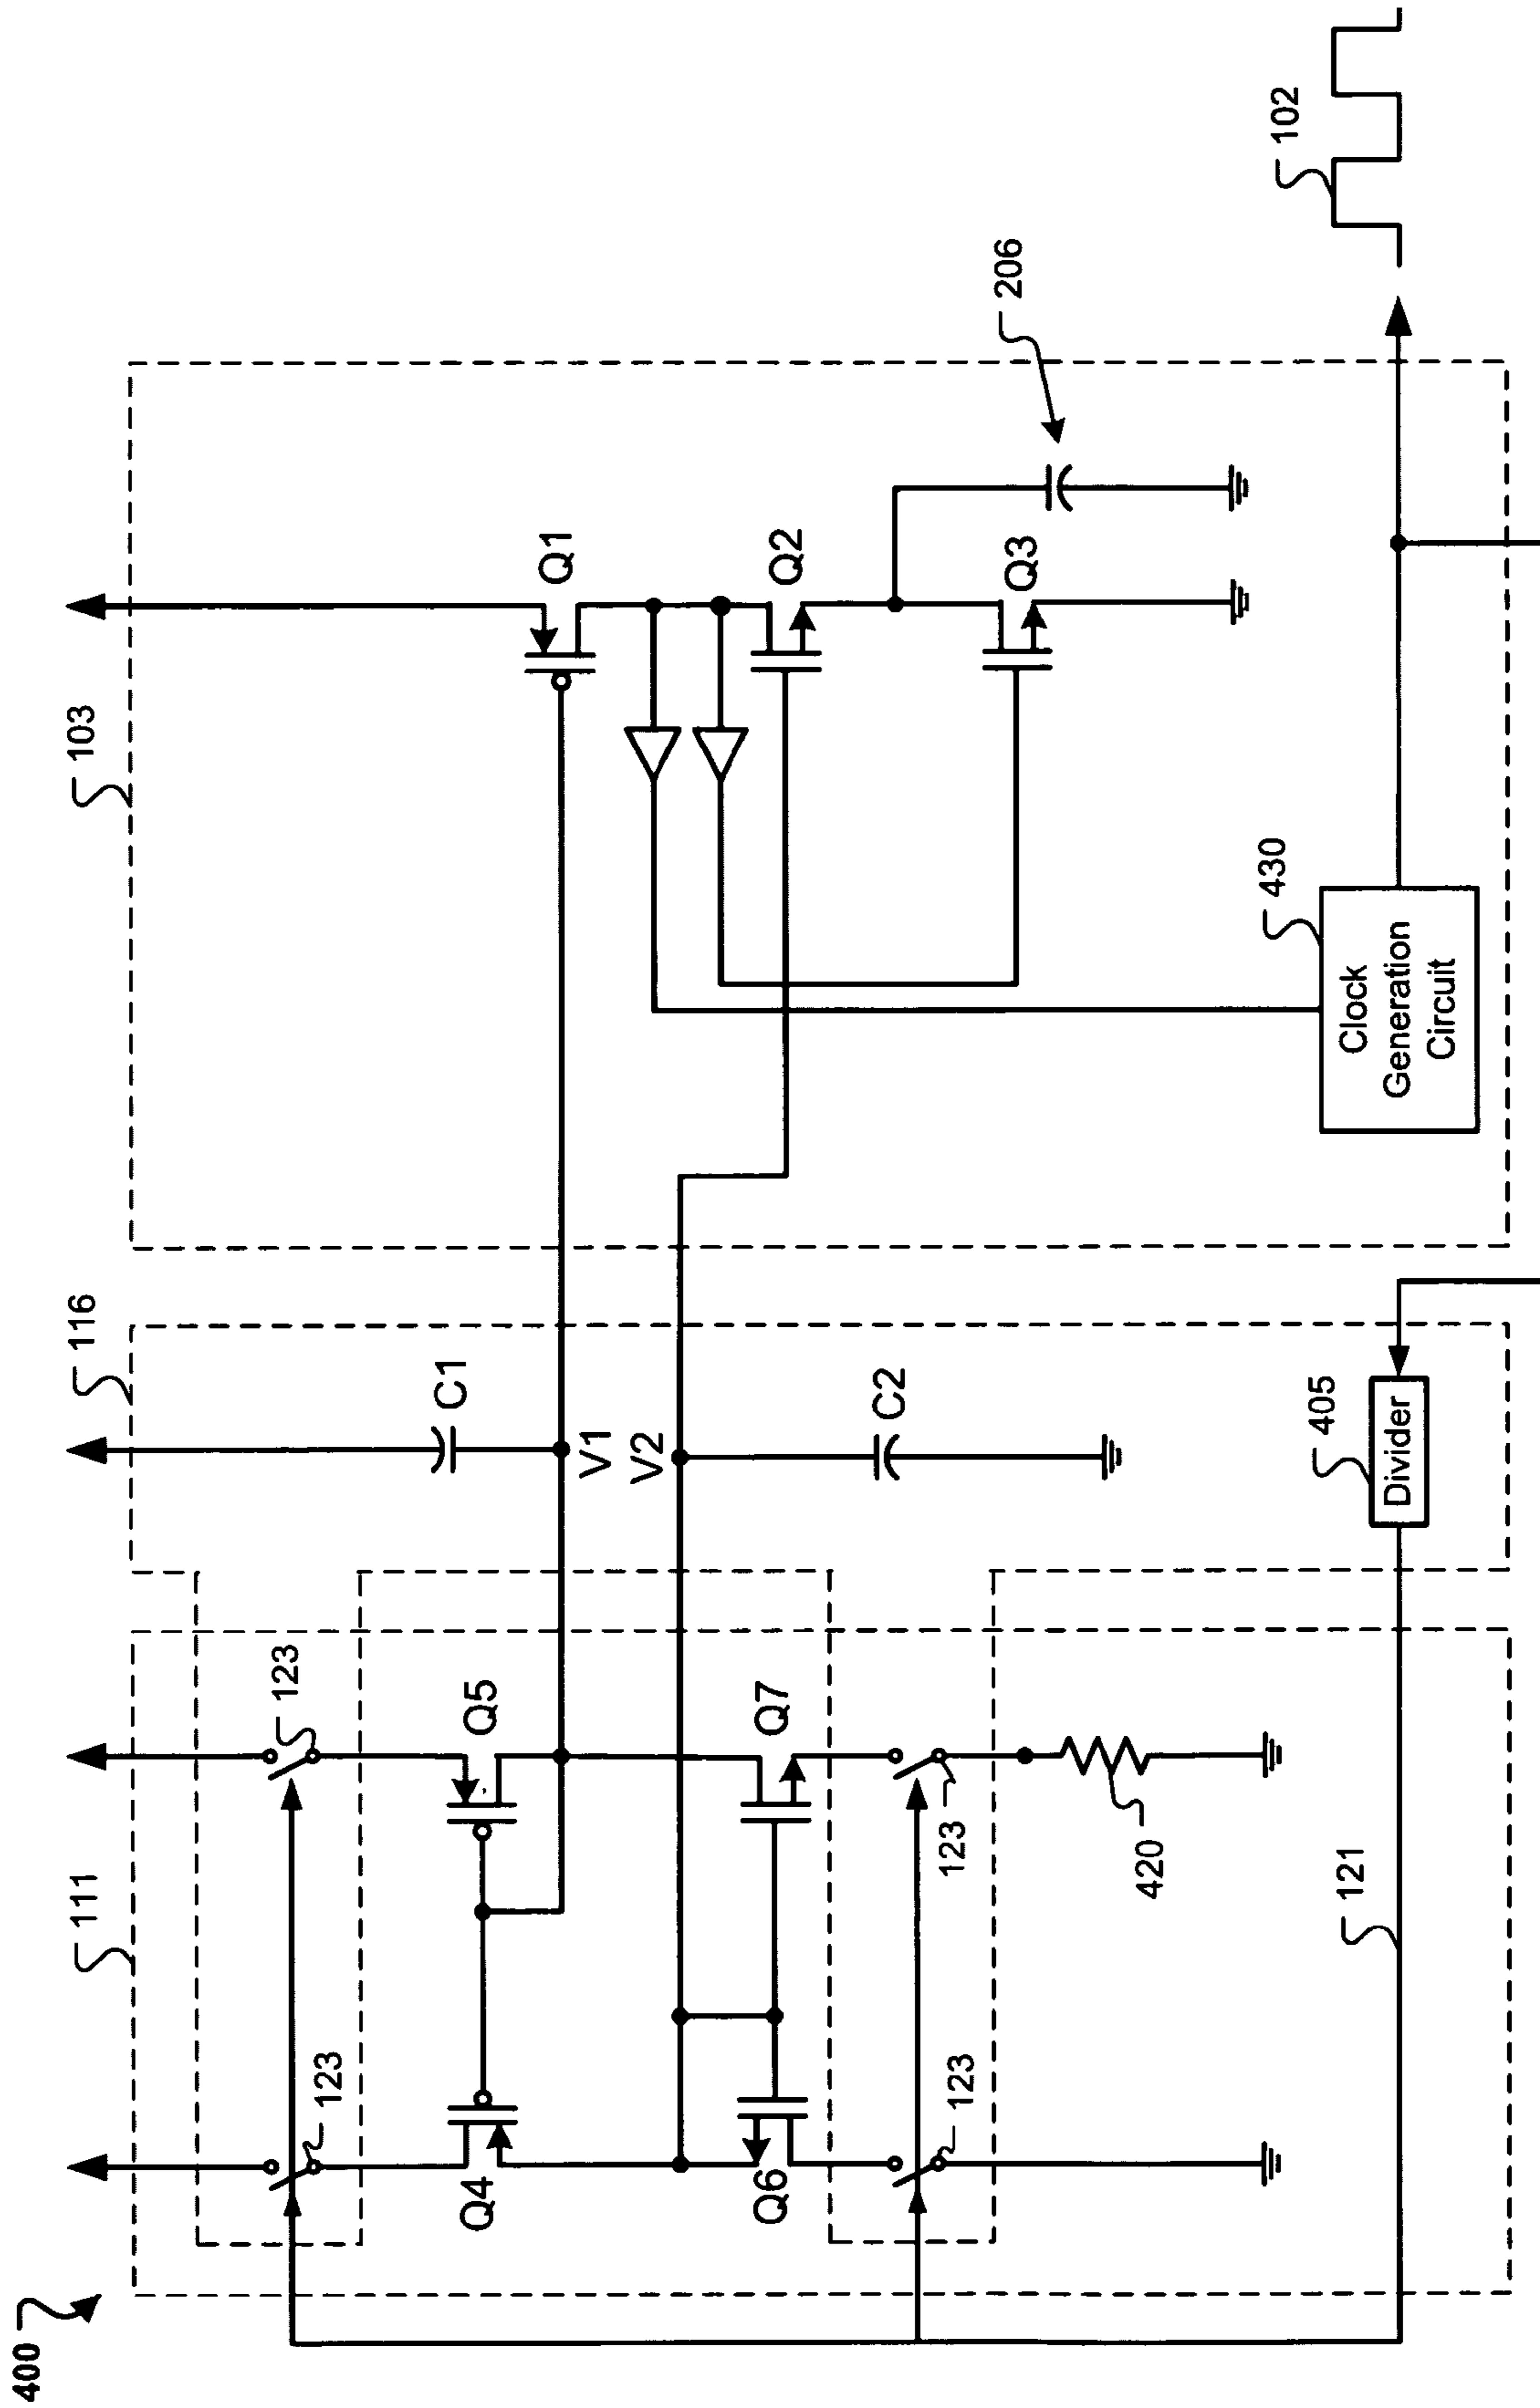 400
111
116
103
123
123
Q4
Q5
C1
Q1
V1
V2
Q6
Q7
C2
Q2
Q3
206
123
123
420
121
405
Divider
430
Clock
Generation
Circuit
102